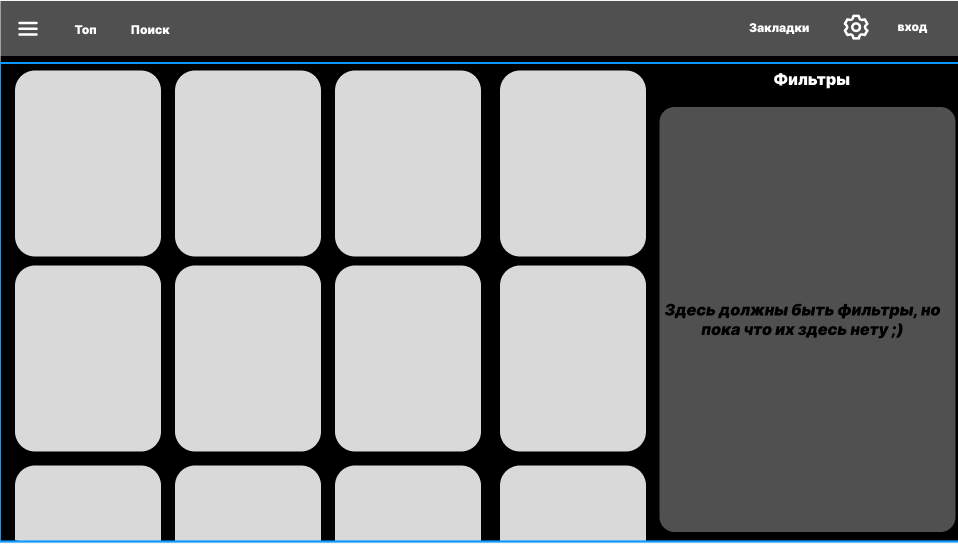 Топ
Поиск
Закладки
вход
Фильтры
Здесь должны быть фильтры, но
пока что их здесь нету ;)